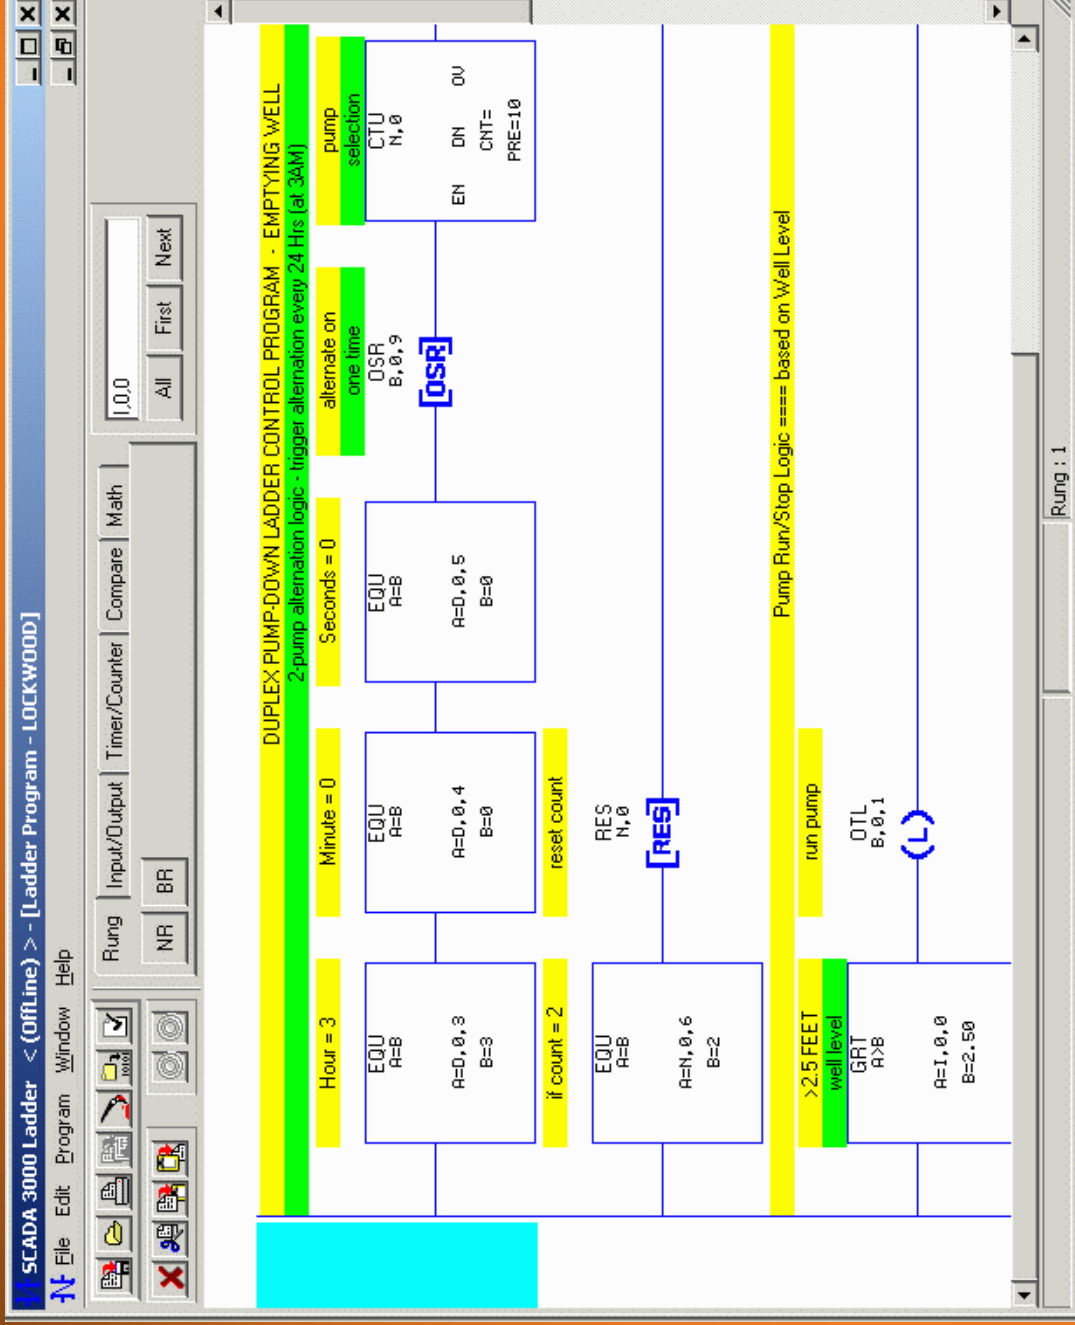 SCADA 3000 Ladder < (OffLine) > - [Ladder Program - LOCKWOOD]
File Edit Program Window Help
Rung Input/Output Timer/Counter Compare Math
NR BR
I,0,0
All First Next
DUPLEX PUMP-DOWN LADDER CONTROL PROGRAM - EMPTYING WELL
2-pump alternation logic - trigger alternation every 24 Hrs (at 3AM)
Hour = 3
EQU
A=B
A=D,0,3
B=3
Minute = 0
EQU
A=B
A=D,0,4
B=0
Seconds = 0
EQU
A=B
A=D,0,5
B=0
alternate on
one time
OSR
B,0,9
[OSR]
pump
selection
CTU
N,0
EN DN OV
CNT=
PRE=10
if count = 2
EQU
A=B
A=N,0,6
B=2
reset count
RES
N,0
[RES]
Pump Run/Stop Logic ==== based on Well Level
>2.5 FEET
well level
GRT
A>B
A=I,0,0
B=2.50
run pump
OTL
B,0,1
(L)
Rung : 1